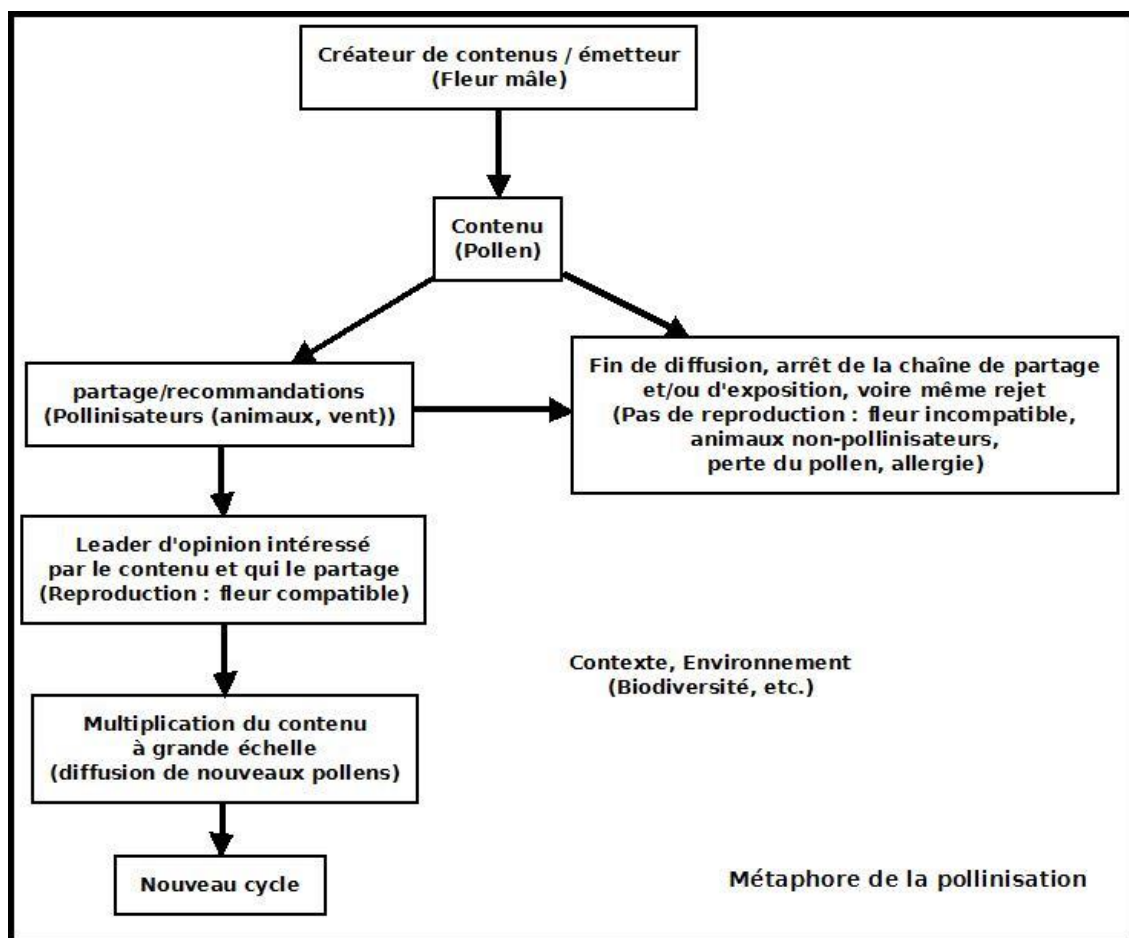 Créateur de contenus / émetteur
(Fleur mâle)
Contenu
(Pollen)
partage/recommandations
(Pollinisateurs (animaux, vent))
Fin de diffusion, arrêt de la chaîne de partage
et/ou d'exposition, voire même rejet
(Pas de reproduction : fleur incompatible,
animaux non-pollinisateurs,
perte du pollen, allergie)
Leader d'opinion intéressé
par le contenu et qui le partage
(Reproduction : fleur compatible)
Contexte, Environnement
(Biodiversité, etc.)
Multiplication du contenu
à grande échelle
(diffusion de nouveaux pollens)
Nouveau cycle
Métaphore de la pollinisation